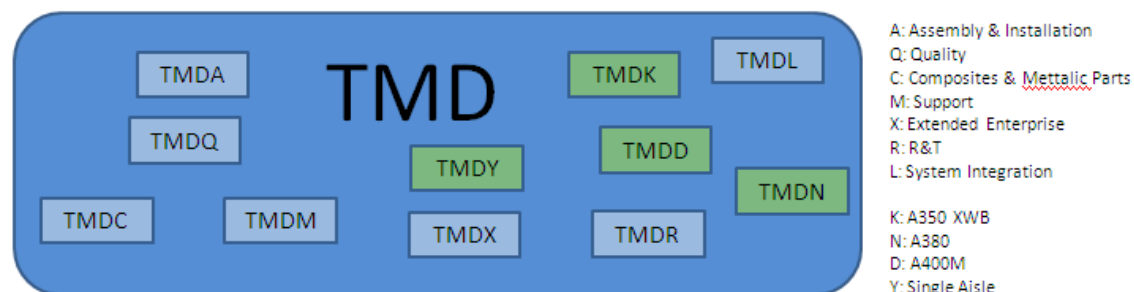 TMD
TMDA
TMDK
TMDL
TMDQ
TMDY
TMDD
TMDN
TMDC
TMDM
TMDX
TMDR
A: Assembly & Installation
Q: Quality
C: Composites & Mettalic Parts
M: Support
X: Extended Enterprise
R: R&T
L: System Integration
K: A350 XWB
N: A380
D: A400M
Y: Single Aisle